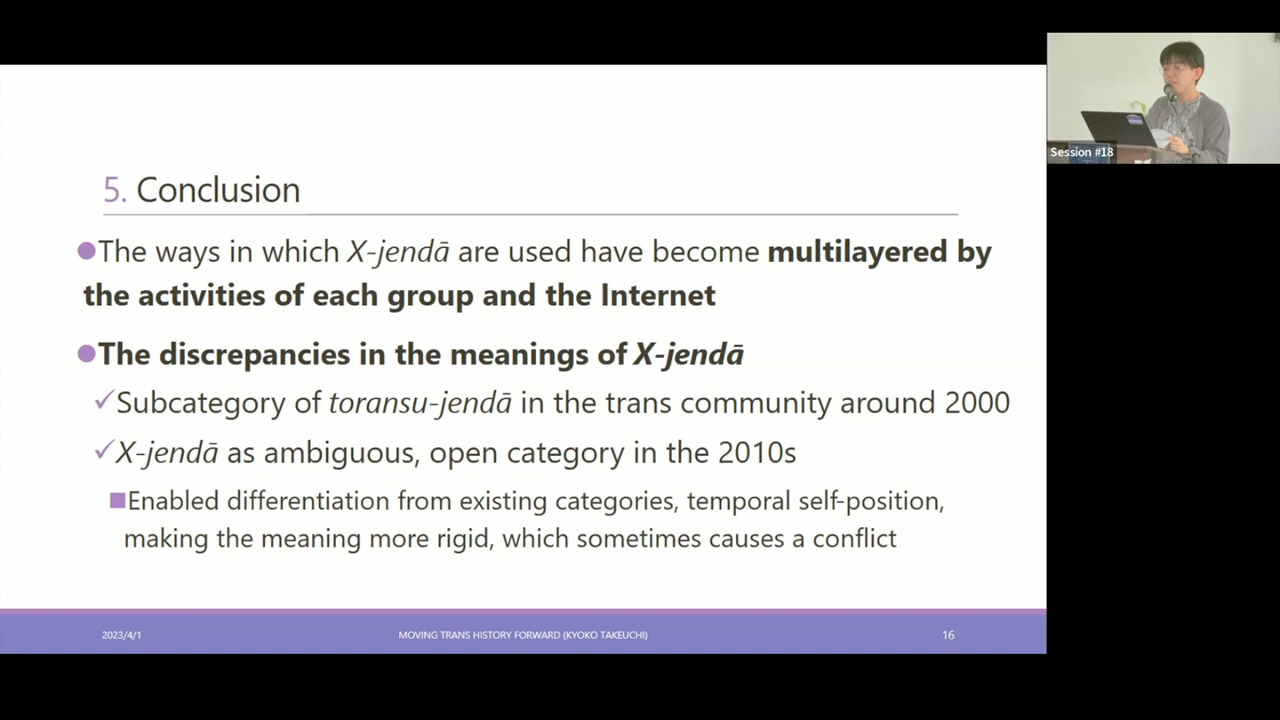 5. Conclusion
The ways in which X-jendā are used have become multilayered by
the activities of each group and the Internet
The discrepancies in the meanings of X-jendā
Subcategory of toransu-jendā in the trans community around 2000
X-jendā as ambiguous, open category in the 2010s
Enabled differentiation from existing categories, temporal self-position,
making the meaning more rigid, which sometimes causes a conflict
2023/4/1
MOVING TRANS HISTORY FORWARD (KYOKO TAKEUCHI)
16
Session #18